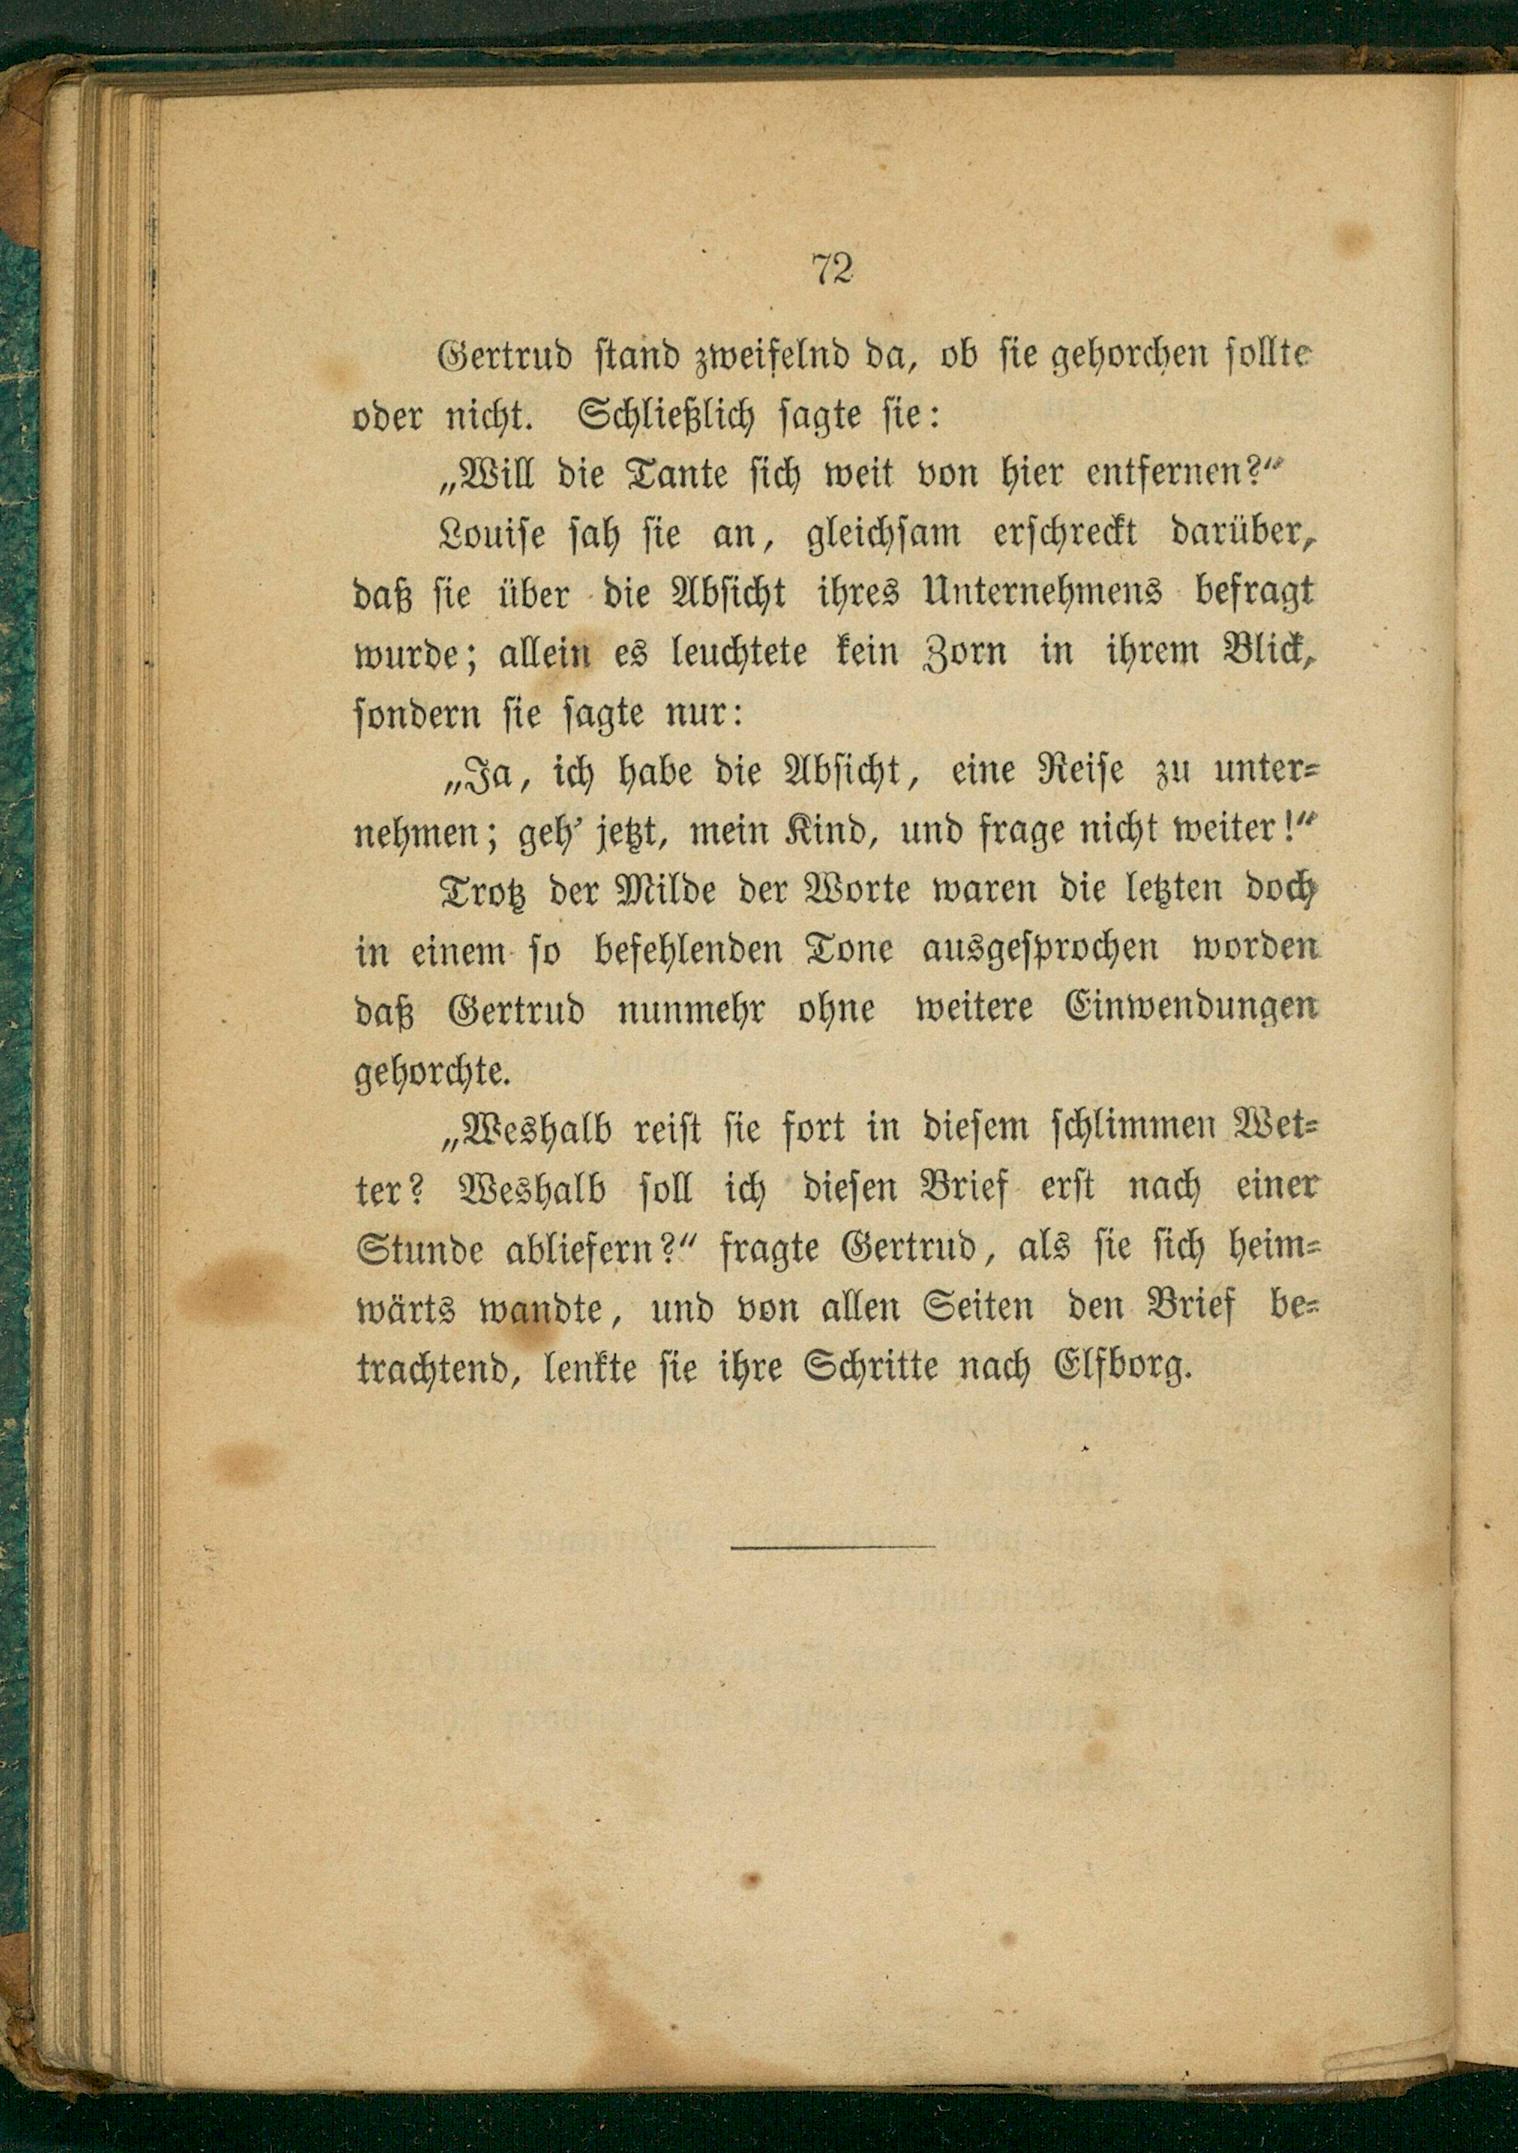 72
Gertrud stand zweifelnd da, ob sie gehorchen sollte
oder nicht. Schließlich sagte sie:
„Will die Tante sich weit von hier entfernen?“
Louise sah sie an, gleichsam erschreckt darüber,
daß sie über die Absicht ihres Unternehmens befragt
wurde; allein es leuchtete kein Zorn in ihrem Blick,
sondern sie sagte nur:
„Ja, ich habe die Absicht, eine Reise zu unter-
nehmen; geh’ jetzt, mein Kind, und frage nicht weiter!“
Trotz der Milde der Worte waren die letzten doch
in einem so befehlenden Tone ausgesprochen worden
daß Gertrud nunmehr ohne weitere Einwendungen
gehorchte.
„Weshalb reist sie fort in diesem schlimmen Wet-
ter? Weshalb soll ich diesen Brief erst nach einer
Stunde abliefern?“ fragte Gertrud, als sie sich heim-
wärts wandte, und von allen Seiten den Brief be-
trachtend, lenkte sie ihre Schritte nach Elfborg.